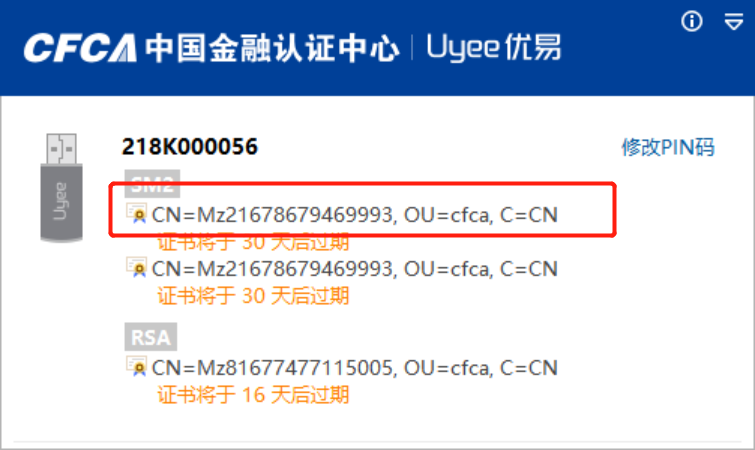 CFCA 中国金融认证中心 | Uyee优易
218K000056
修改PIN码
Uyee
SM2
CN=Mz21678679469993, OU=cfca, C=CN
证书将于 30 天后过期
CN=Mz21678679469993, OU=cfca, C=CN
证书将于 30 天后过期
RSA
CN=Mz81677477115005, OU=cfca, C=CN
证书将于 16 天后过期